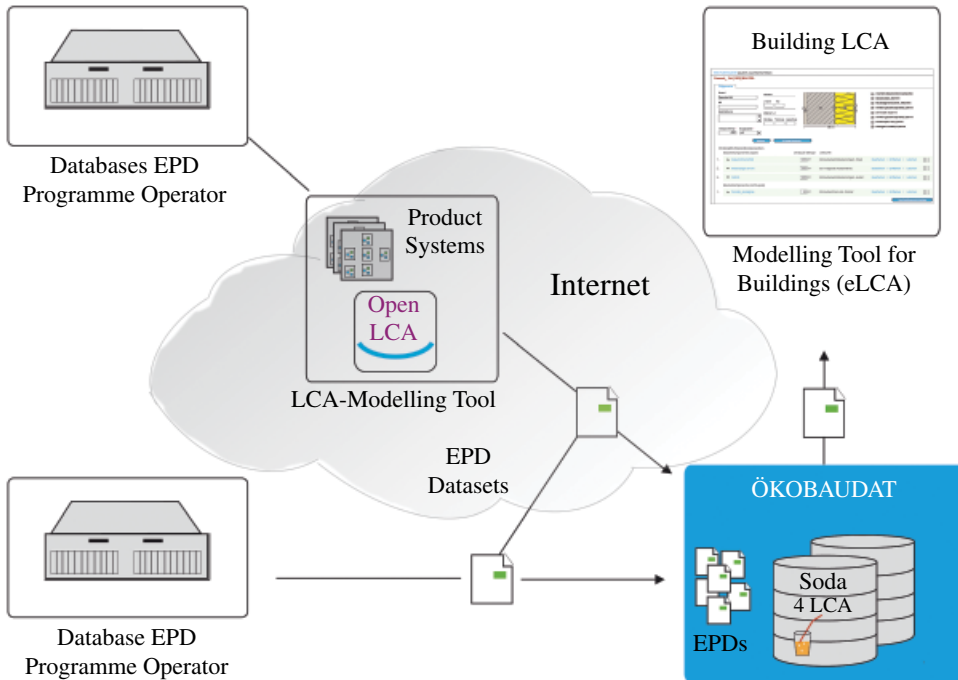 Building LCA
Databases EPD
Programme Operator
Product
Systems
Open
LCA
LCA-Modelling Tool
Internet
Modelling Tool for
Buildings (eLCA)
EPD
Datasets
ÖKOBAUDAT
Soda
4 LCA
EPDs
Database EPD
Programme Operator